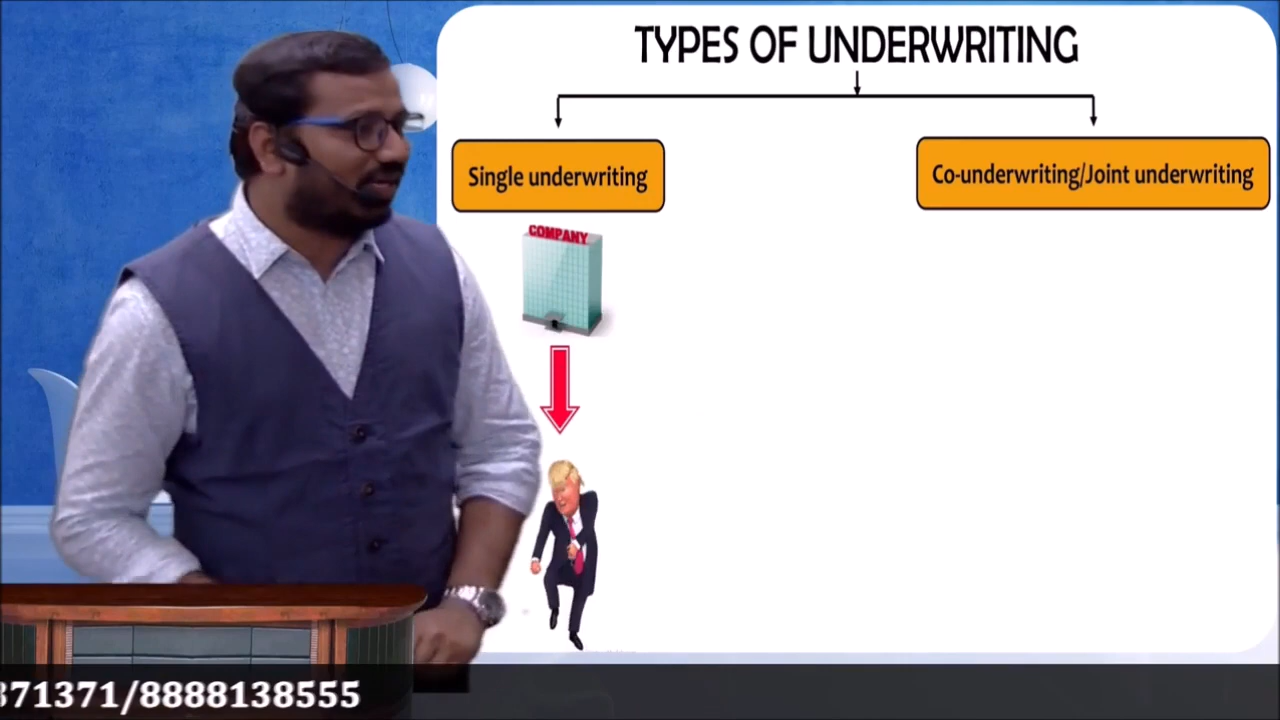 TYPES OF UNDERWRITING
Single underwriting
Co-underwriting/Joint underwriting
COMPANY
371371/8888138555